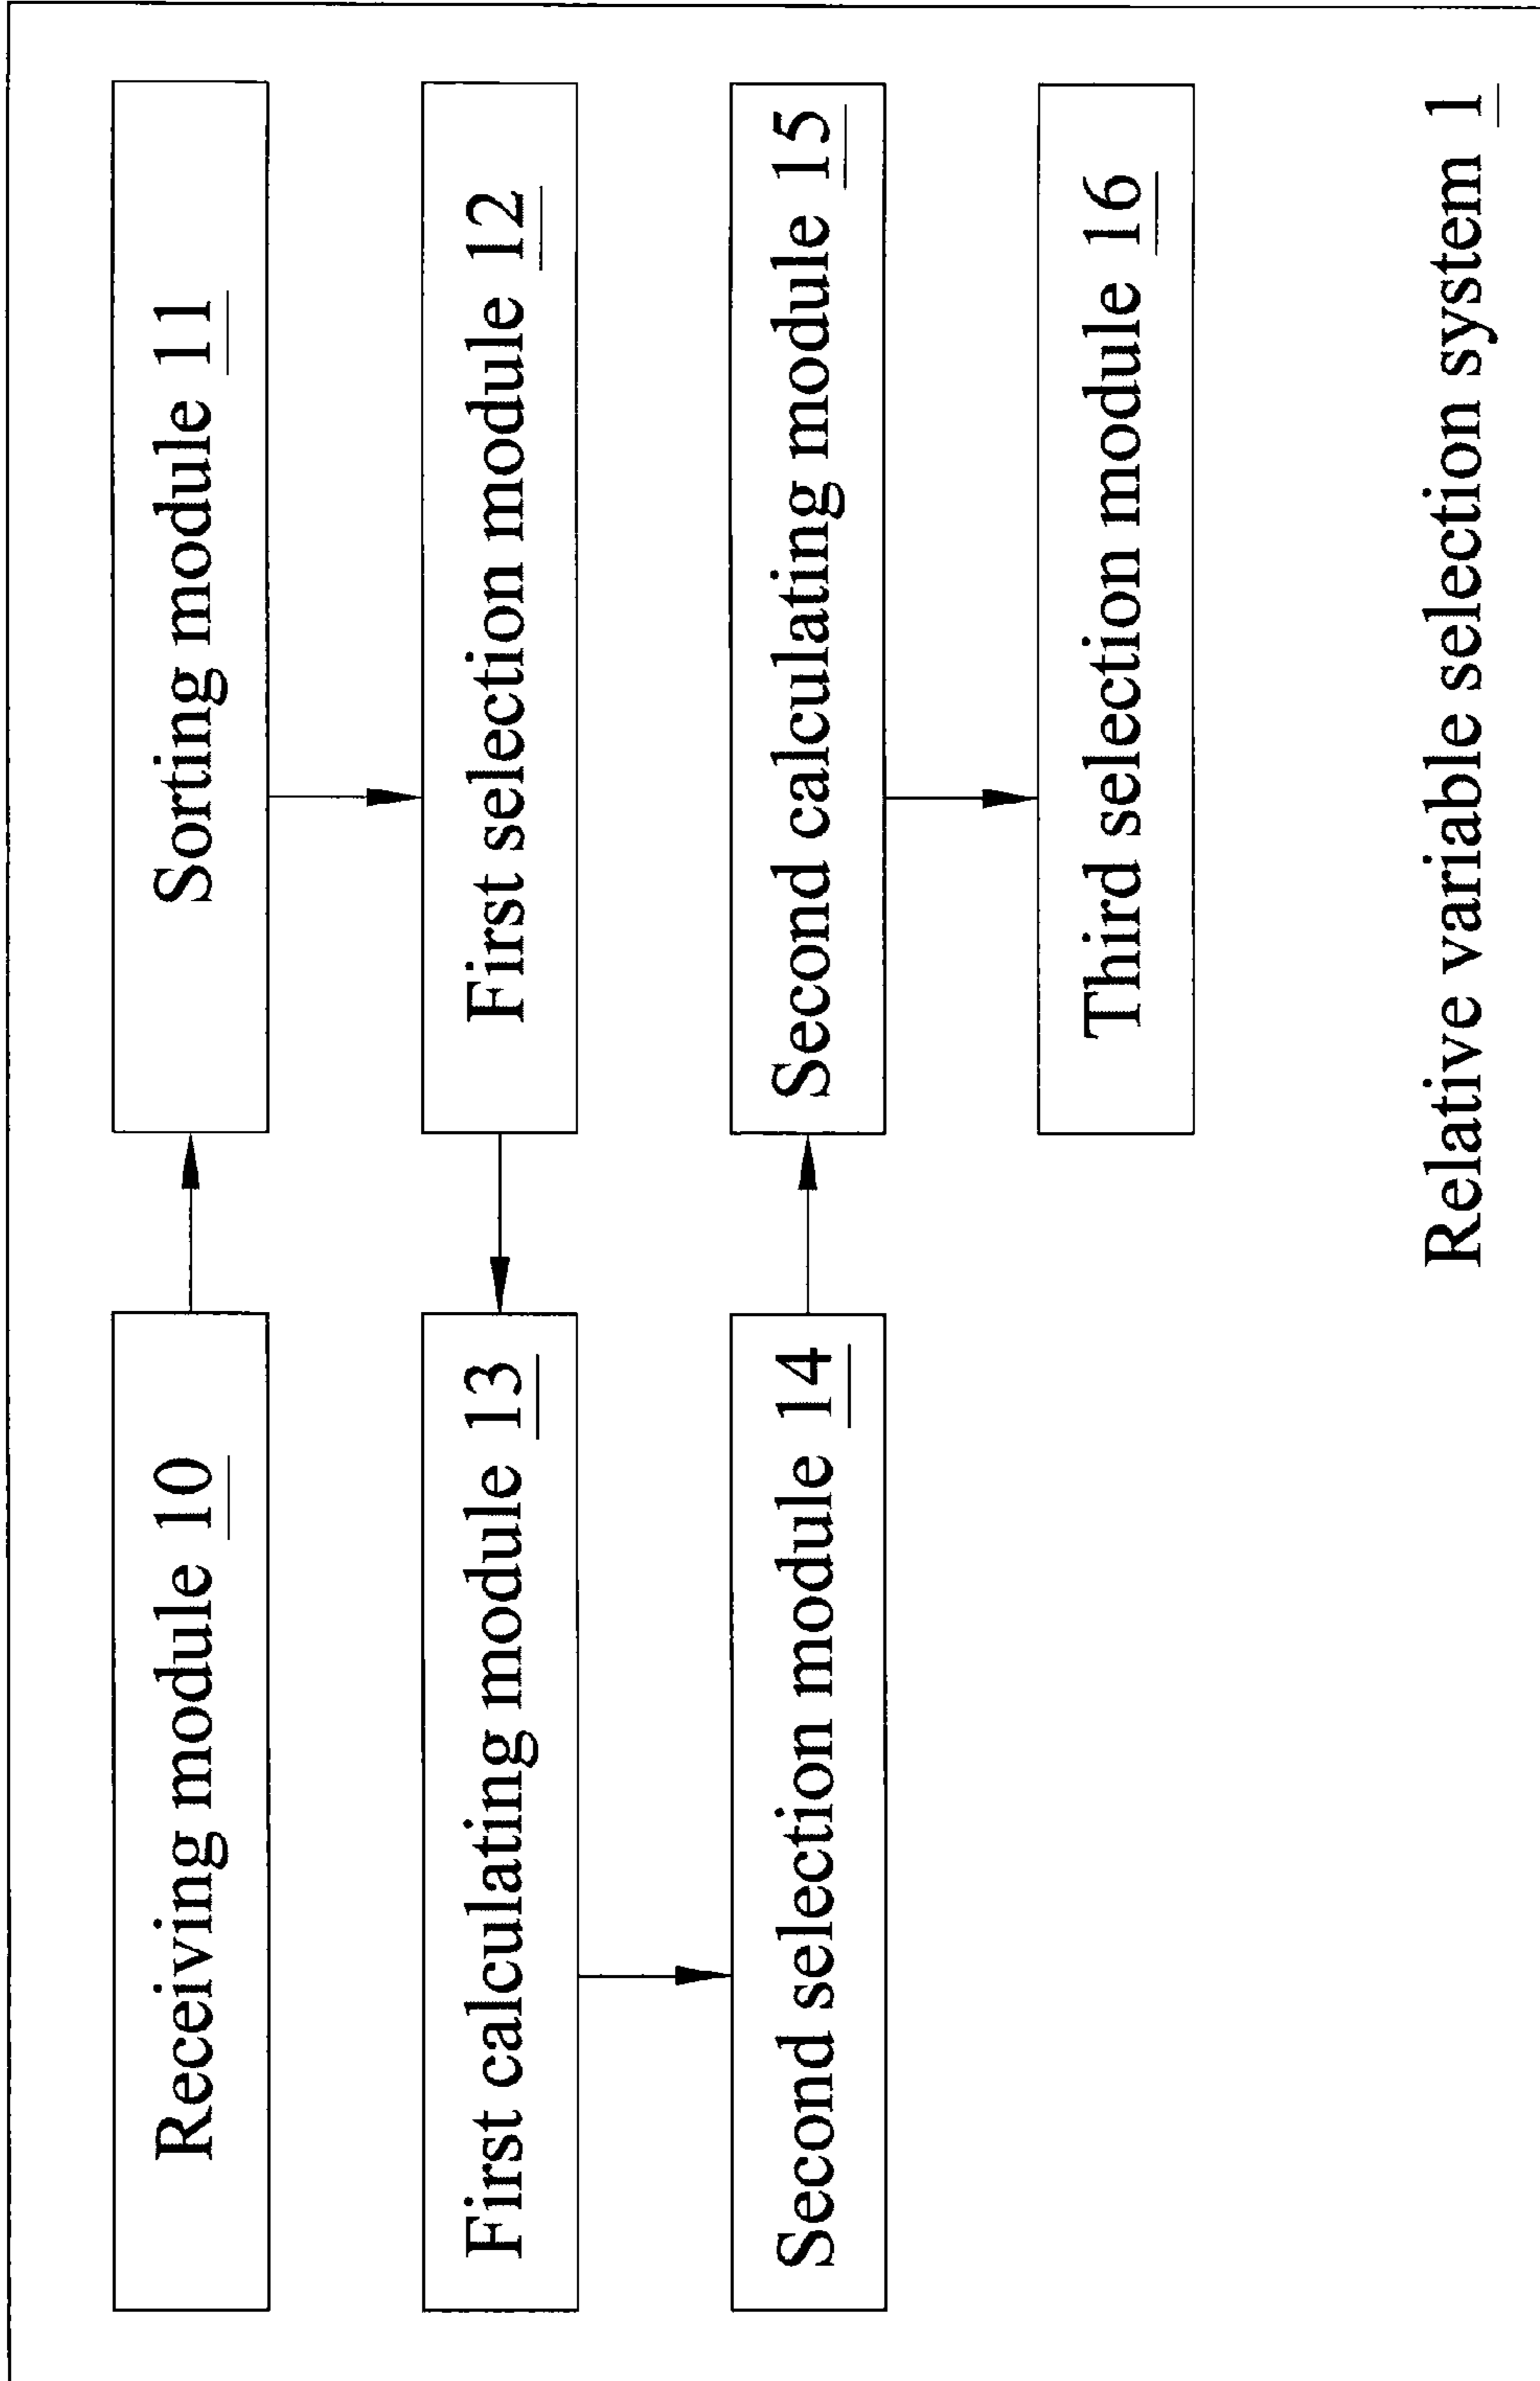 Receiving module 10
Sorting module 11
First selection module 12
First calculating module 13
Second selection module 14
Second calculating module 15
Third selection module 16
Relative variable selection system 1